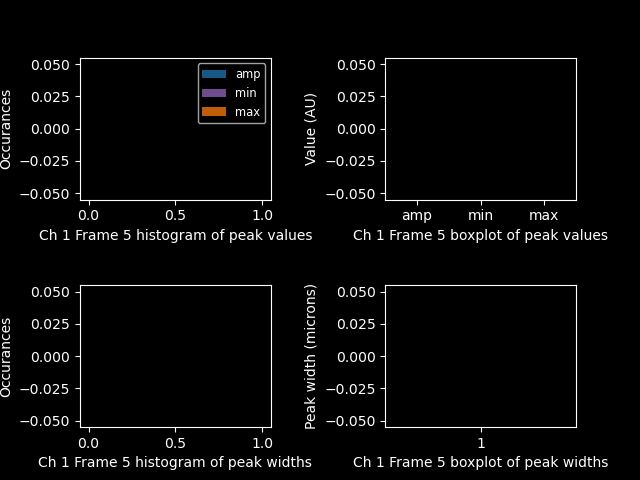 Occurances
0.050
0.025
0.000
−0.025
−0.050
amp
min
max
0.0 0.5 1.0
Ch 1 Frame 5 histogram of peak values
Value (AU)
0.050
0.025
0.000
−0.025
−0.050
amp min max
Ch 1 Frame 5 boxplot of peak values
Occurances
0.050
0.025
0.000
−0.025
−0.050
0.0 0.5 1.0
Ch 1 Frame 5 histogram of peak widths
Peak width (microns)
0.050
0.025
0.000
−0.025
−0.050
1
Ch 1 Frame 5 boxplot of peak widths